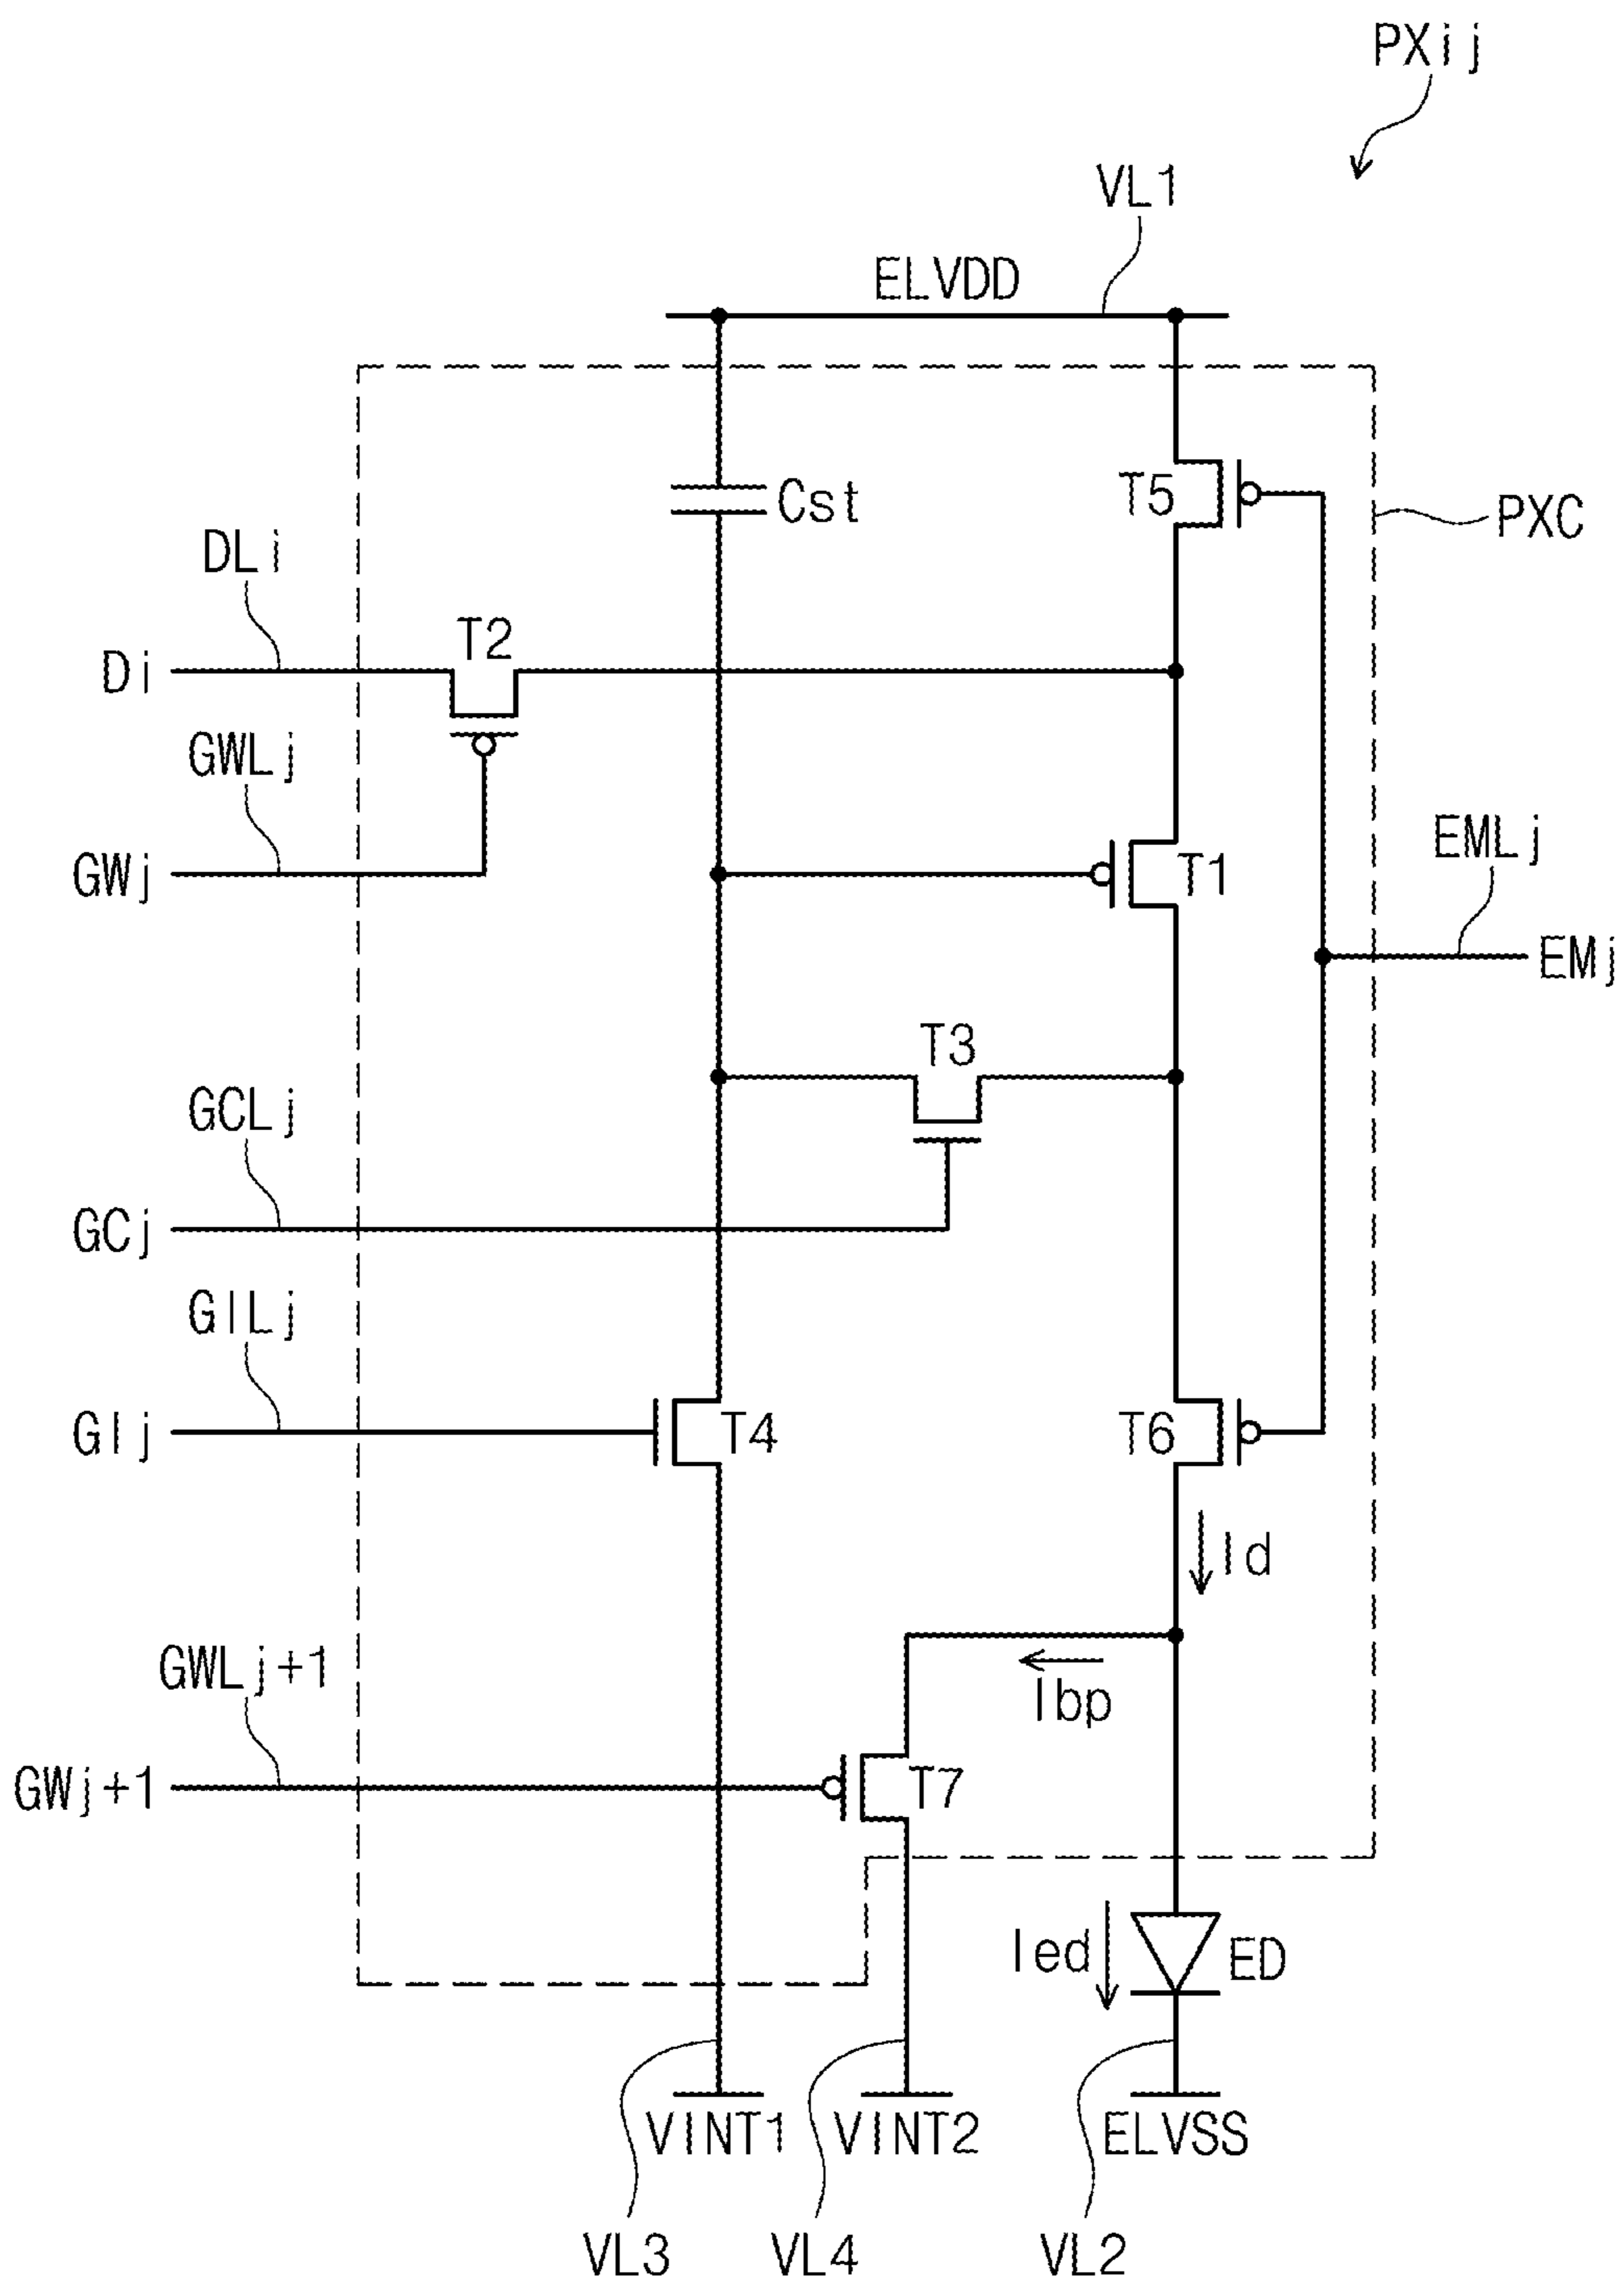 PXij
VL1
ELVDD
T5
Cst
PXC
DLi
T2
Di
GWLj
T1
EMLj
GWj
EMj
T3
GCLj
GCj
GILj
GIj
T4
T6
Id
GWLj+1
Ibp
GWj+1
T7
Ied
ED
VINT1
VINT2
ELVSS
VL3
VL4
VL2